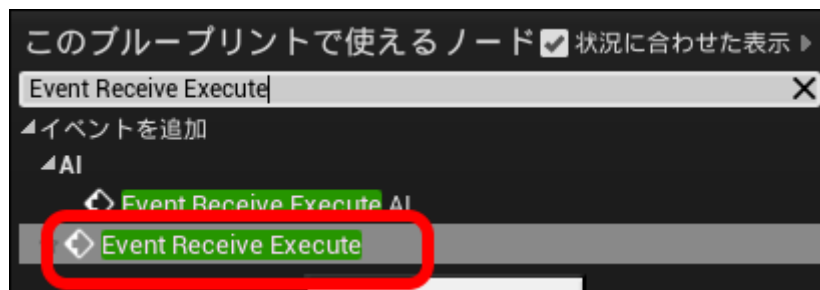 このブループリントで使えるノード 状況に合わせた表示
Event Receive Execute
イベントを追加
AI
Event Receive Execute AI
Event Receive Execute